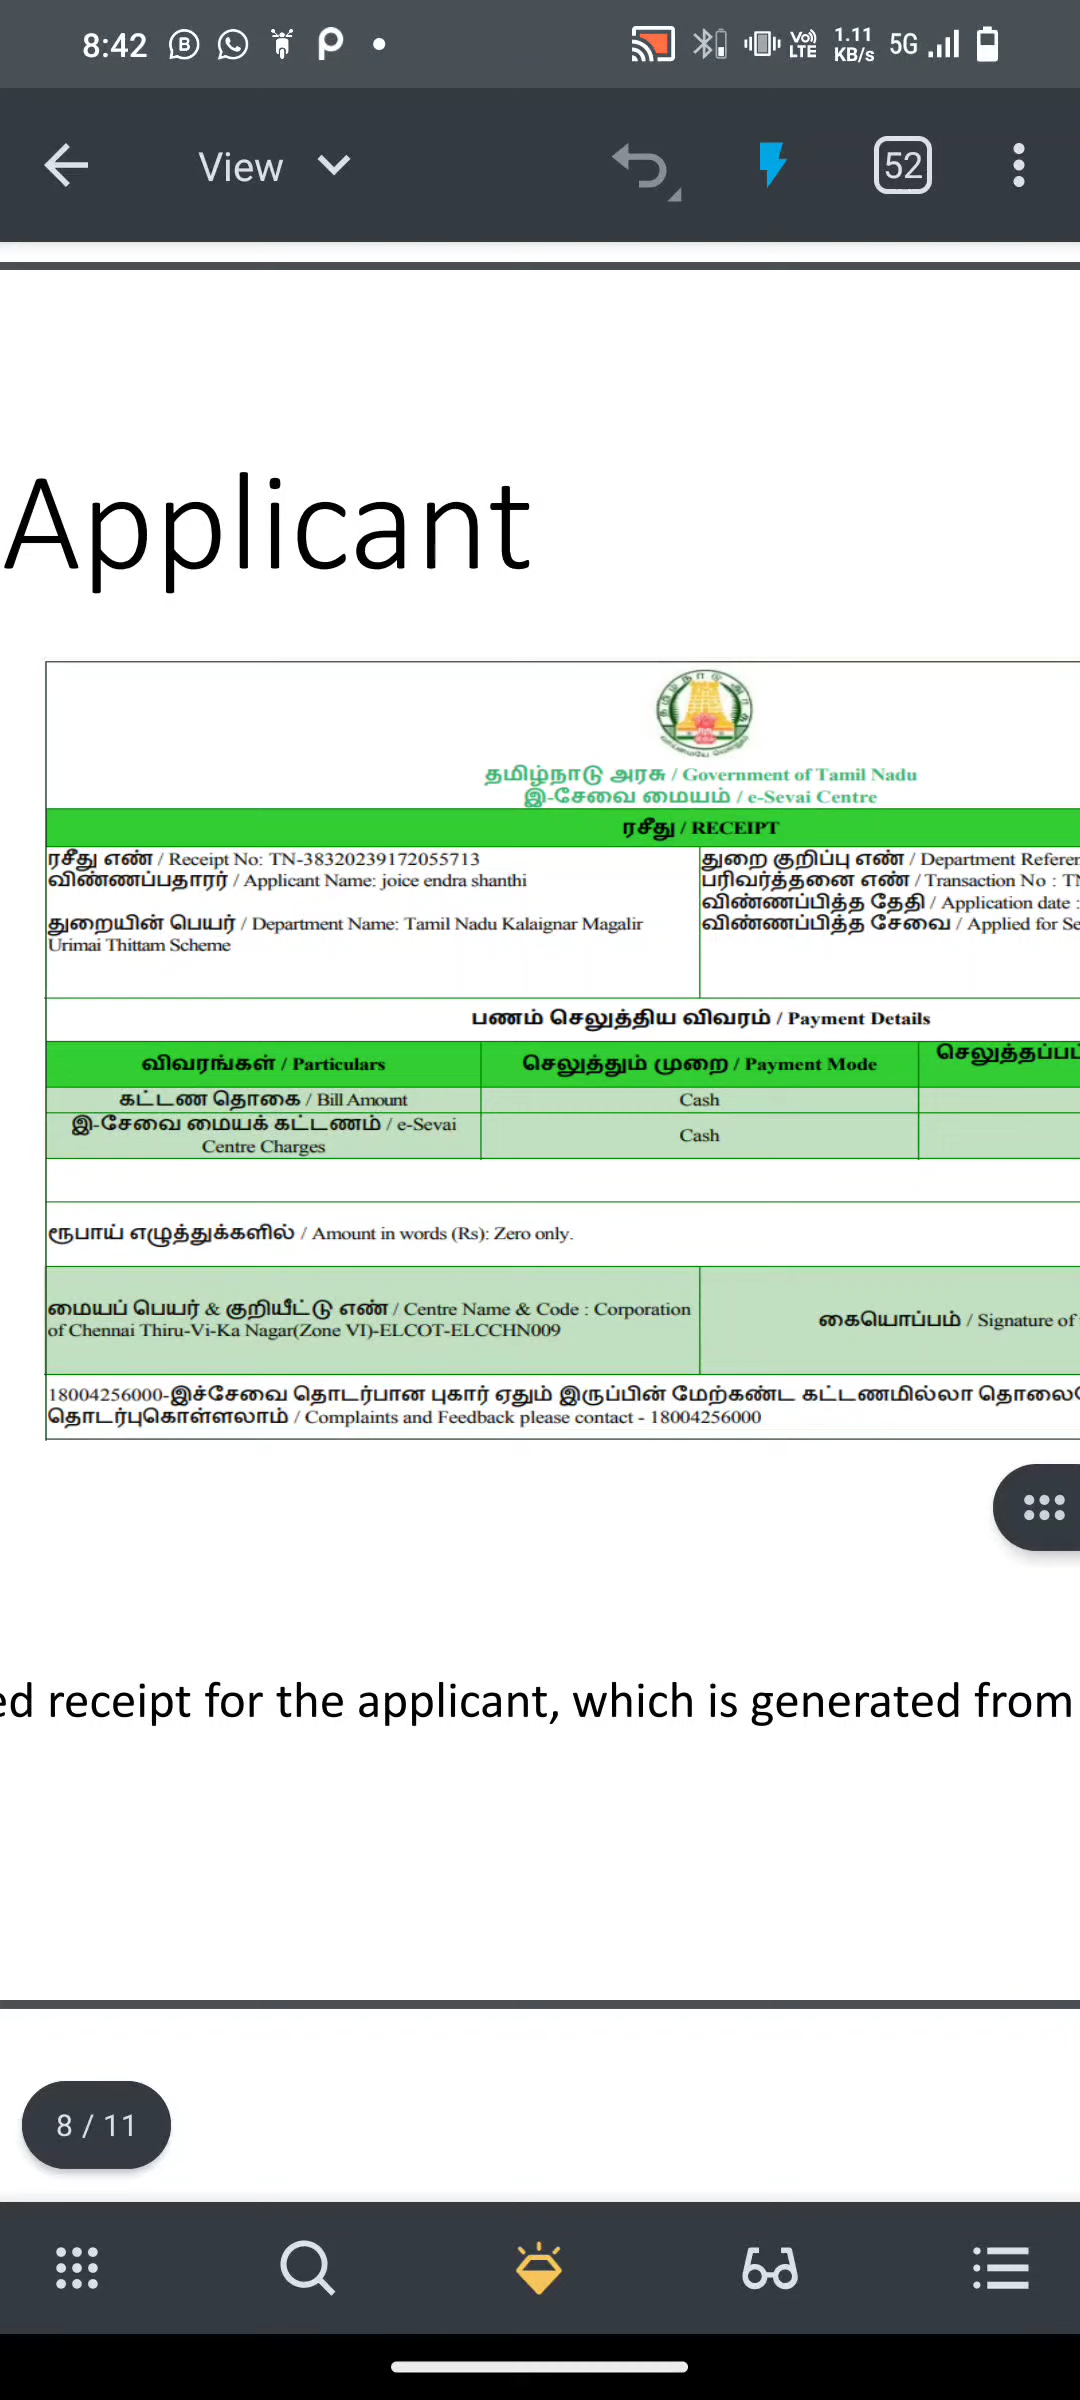 8:42
1.11 KB/s
5G
VoLTE
View
52
Applicant
தமிழ்நாடு அரசு / Government of Tamil Nadu
இ-சேவை மையம் / e-Sevai Centre
ரசீது / RECEIPT
ரசீது எண் / Receipt No: TN-38320239172055713
விண்ணப்பதாரர் / Applicant Name: joice endra shanthi
துறையின் பெயர் / Department Name: Tamil Nadu Kalaignar Magalir
Urimai Thittam Scheme
துறை குறிப்பு எண் / Department Referen
பரிவர்த்தனை எண் / Transaction No : TN
விண்ணப்பித்த தேதி / Application date :
விண்ணப்பித்த சேவை / Applied for Se
பணம் செலுத்திய விவரம் / Payment Details
விவரங்கள் / Particulars
செலுத்தும் முறை / Payment Mode
செலுத்தப்பட்
கட்டண தொகை / Bill Amount
Cash
இ-சேவை மையக் கட்டணம் / e-Sevai
Centre Charges
Cash
ரூபாய் எழுத்துக்களில் / Amount in words (Rs): Zero only.
மையப் பெயர் & குறியீட்டு எண் / Centre Name & Code : Corporation
of Chennai Thiru-Vi-Ka Nagar(Zone VI)-ELCOT-ELCCHN009
கையொப்பம் / Signature of
18004256000-இச்சேவை தொடர்பான புகார் ஏதும் இருப்பின் மேற்கண்ட கட்டணமில்லா தொலைபே
தொடர்புகொள்ளலாம் / Complaints and Feedback please contact - 18004256000
ed receipt for the applicant, which is generated from
8 / 11